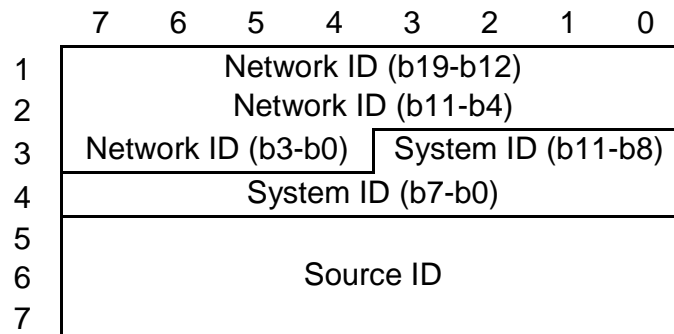 7 6 5 4 3 2 1 0
1 Network ID (b19-b12)
2 Network ID (b11-b4)
3 Network ID (b3-b0) System ID (b11-b8)
4 System ID (b7-b0)
5
6 Source ID
7